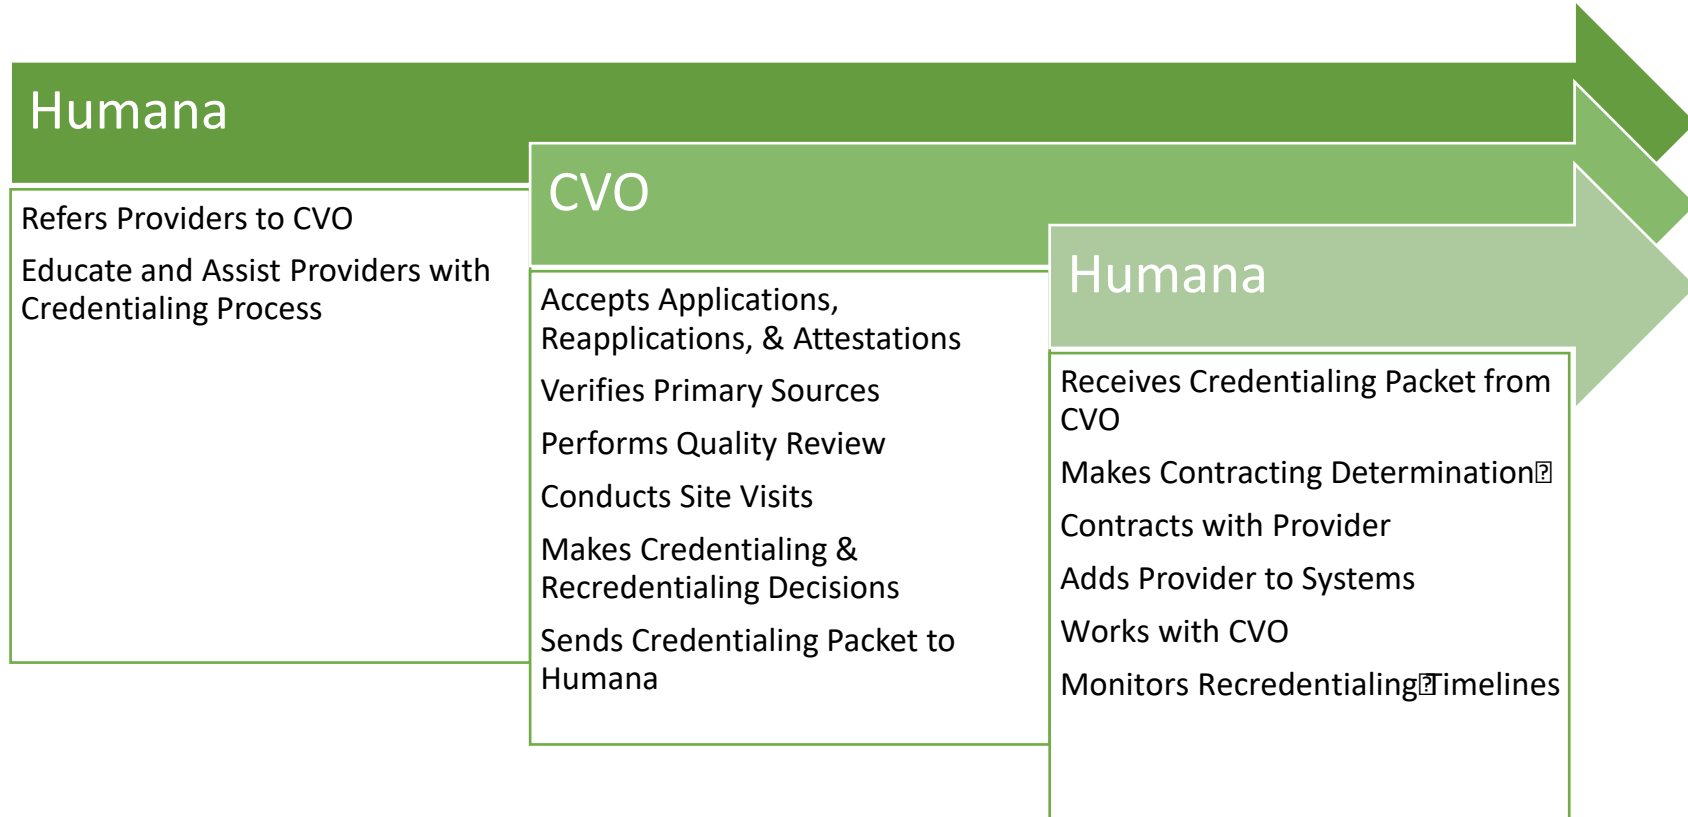 Humana
Refers Providers to CVO
Educate and Assist Providers with
Credentialing Process
CVO
Accepts Applications,
Reapplications, & Attestations
Verifies Primary Sources
Performs Quality Review
Conducts Site Visits
Makes Credentialing &
Recredentialing Decisions
Sends Credentialing Packet to
Humana
Humana
Receives Credentialing Packet from
CVO
Makes Contracting Determination⍰
Contracts with Provider
Adds Provider to Systems
Works with CVO
Monitors Recredentialing⍰Timelines